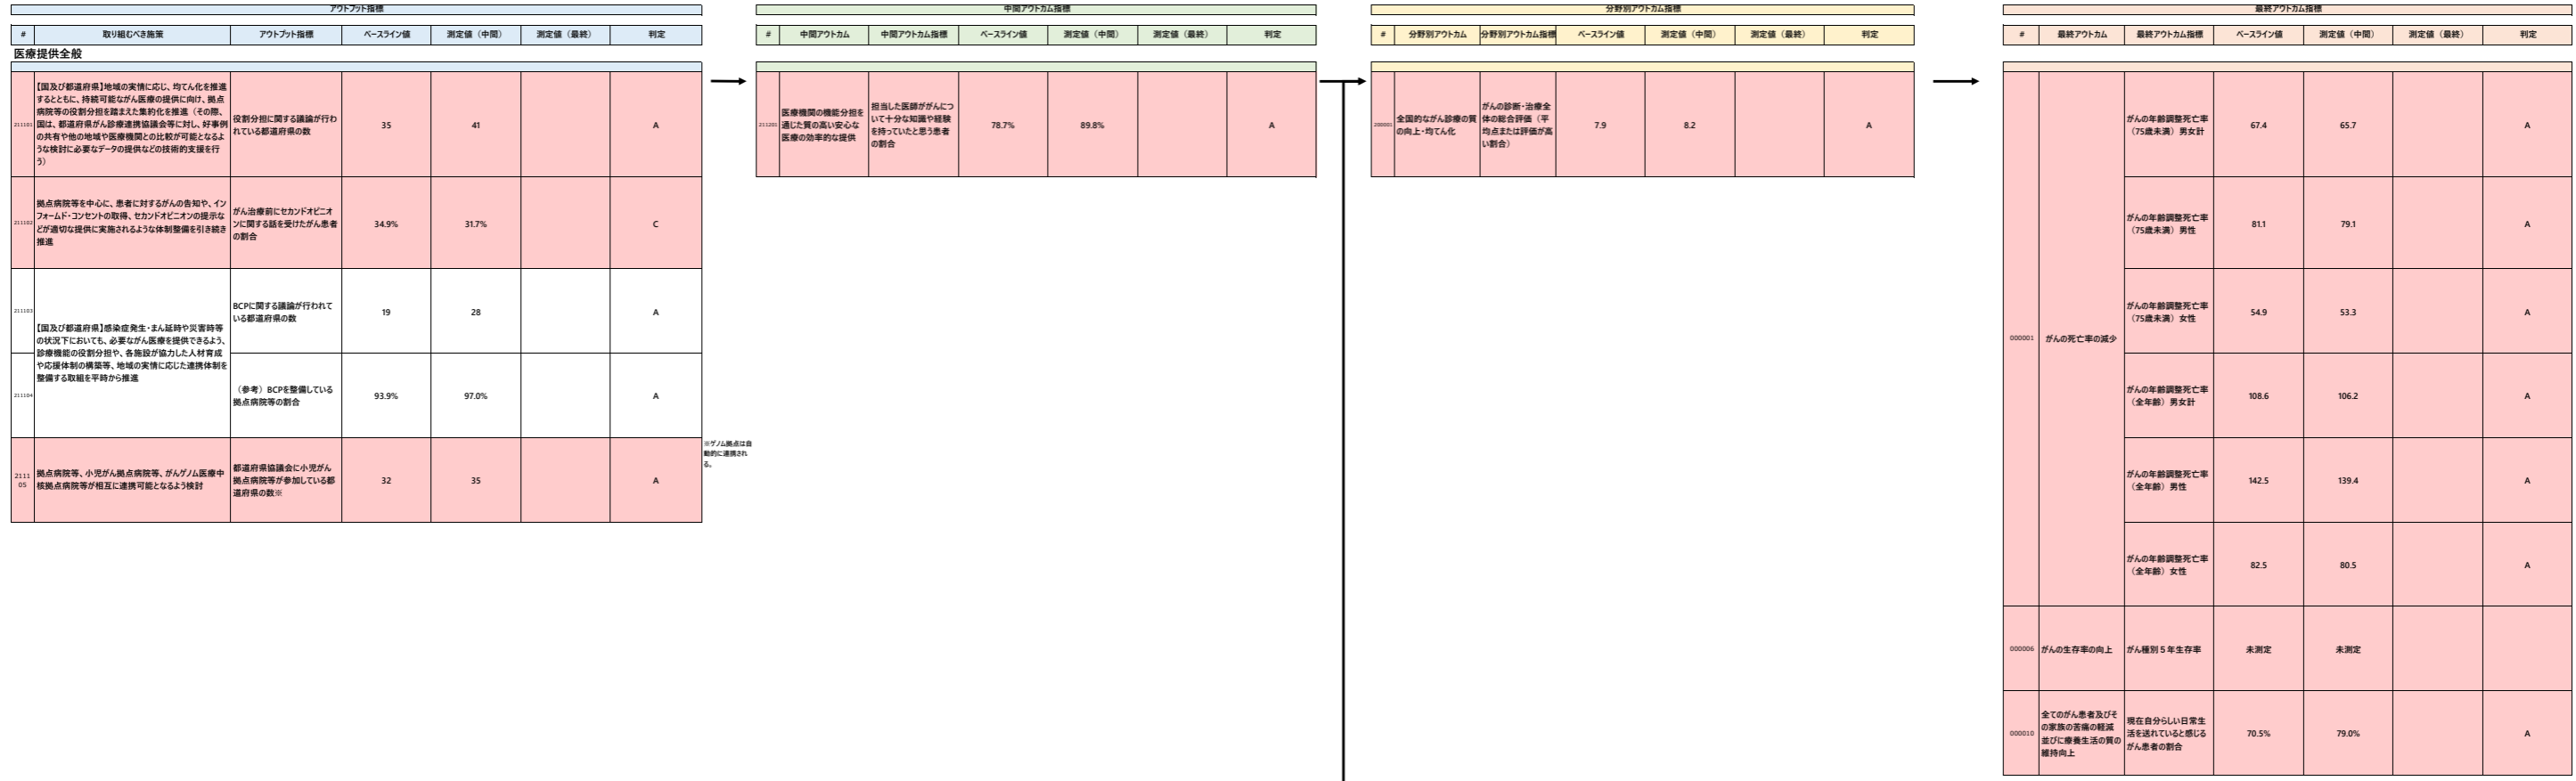 アウトプット指標
# 取り組むべき施策 アウトプット指標 ベースライン値 測定値（中間） 測定値（最終） 判定
医療提供全般
211101
【国及び都道府県】地域の実情に応じ、均てん化を推進
するとともに、持続可能ながん医療の提供に向け、拠点
病院等の役割分担を踏まえた集約化を推進（その際、
国は、都道府県がん診療連携協議会等に対し、好事例
の共有や他の地域や医療機関との比較が可能となるよ
うな検討に必要なデータの提供などの技術的支援を行
う）
役割分担に関する議論が行わ
れている都道府県の数
35 41 A
211102
拠点病院等を中心に、患者に対するがんの告知や、イン
フォームド・コンセントの取得、セカンドオピニオンの提示な
どが適切な提供に実施されるような体制整備を引き続き
推進
がん治療前にセカンドオピニオ
ンに関する話を受けたがん患者
の割合
34.9% 31.7% C
211103
【国及び都道府県】感染症発生・まん延時や災害時等
の状況下においても、必要ながん医療を提供できるよう、
診療機能の役割分担や、各施設が協力した人材育成
や応援体制の構築等、地域の実情に応じた連携体制を
整備する取組を平時から推進
BCPに関する議論が行われて
いる都道府県の数
19 28 A
211104
（参考）BCPを整備している
拠点病院等の割合
93.9% 97.0% A
2111
05
拠点病院等、小児がん拠点病院等、がんゲノム医療中
核拠点病院等が相互に連携可能となるよう検討
都道府県協議会に小児がん
拠点病院等が参加している都
道府県の数※
32 35 A
※ゲノム拠点は自
動的に連携され
る。
中間アウトカム指標
# 中間アウトカム 中間アウトカム指標 ベースライン値 測定値（中間） 測定値（最終） 判定
211201
医療機関の機能分担を
通じた質の高い安心な
医療の効率的な提供
担当した医師ががんにつ
いて十分な知識や経験
を持っていたと思う患者
の割合
78.7% 89.8% A
分野別アウトカム指標
# 分野別アウトカム 分野別アウトカム指標 ベースライン値 測定値（中間） 測定値（最終） 判定
200001
全国的ながん診療の質
の向上・均てん化
がんの診断・治療全
体の総合評価（平
均点または評価が高
い割合）
7.9 8.2 A
最終アウトカム指標
# 最終アウトカム 最終アウトカム指標 ベースライン値 測定値（中間） 測定値（最終） 判定
000001
がんの死亡率の減少
がんの年齢調整死亡率
（75歳未満）男女計
67.4 65.7 A
がんの年齢調整死亡率
（75歳未満）男性
81.1 79.1 A
がんの年齢調整死亡率
（75歳未満）女性
54.9 53.3 A
がんの年齢調整死亡率
（全年齢）男女計
108.6 106.2 A
がんの年齢調整死亡率
（全年齢）男性
142.5 139.4 A
がんの年齢調整死亡率
（全年齢）女性
82.5 80.5 A
000006
がんの生存率の向上
がん種別５年生存率
未測定 未測定
000010
全てのがん患者及びそ
の家族の苦痛の軽減
並びに療養生活の質の
維持向上
現在自分らしい日常生
活を送れていると感じる
がん患者の割合
70.5% 79.0% A